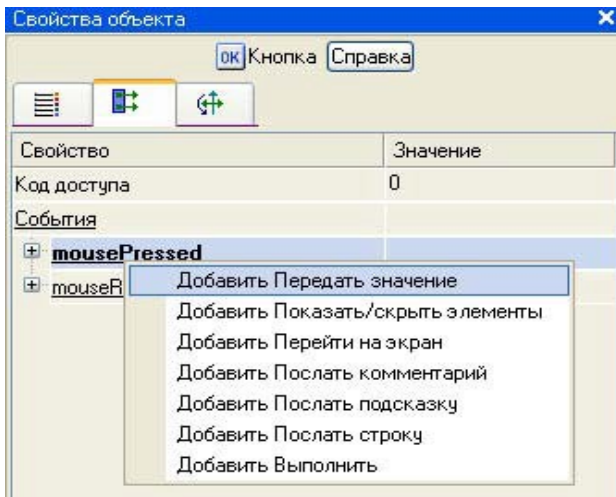 Свойства объекта
ок Кнопка Справка
Свойство Значение
Код доступа 0
События
mousePressed
mouseR
Добавить Передать значение
Добавить Показать/скрыть элементы
Добавить Перейти на экран
Добавить Послать комментарий
Добавить Послать подсказку
Добавить Послать строку
Добавить Выполнить